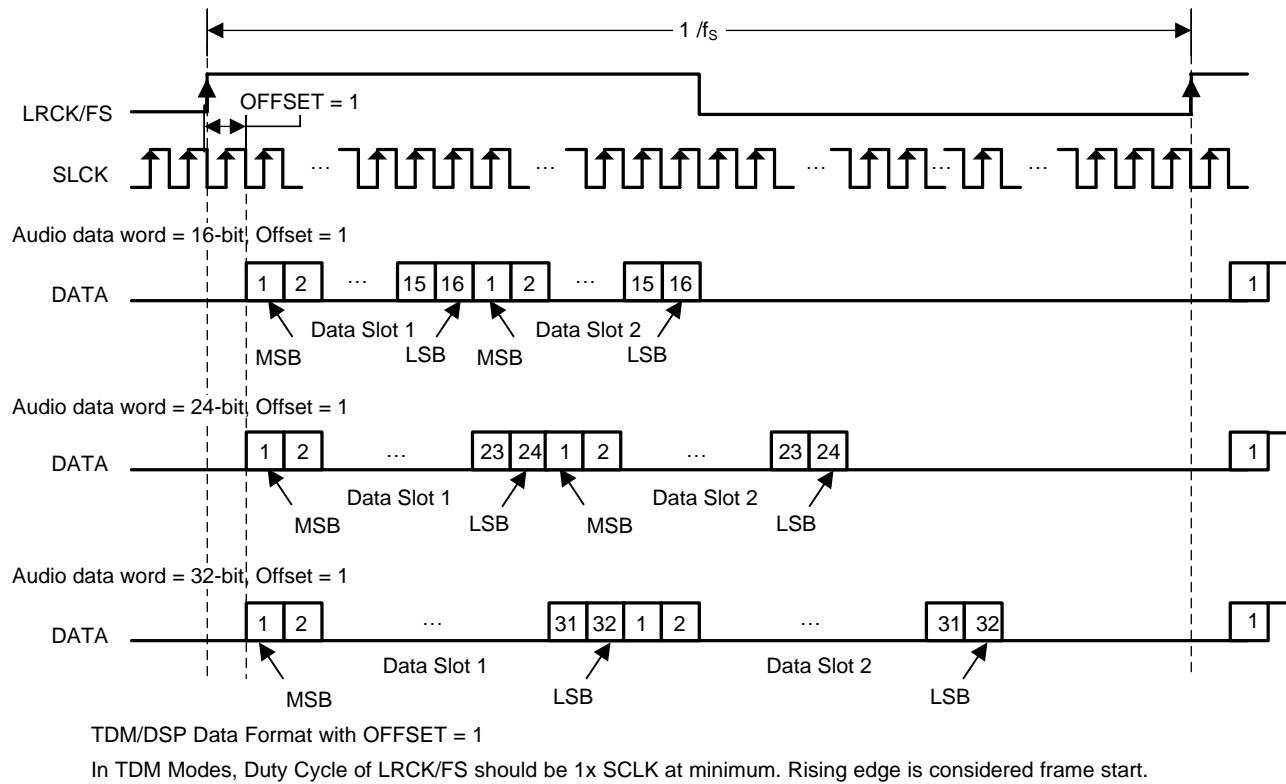 1 /fS
LRCK/FS
OFFSET = 1
SLCK
... ... ... ... ...
Audio data word = 16-bit, Offset = 1
DATA
1 2 ... 15 16 1 2 ... 15 16 1
Data Slot 1 Data Slot 2
MSB LSB MSB LSB
Audio data word = 24-bit, Offset = 1
DATA
1 2 ... 23 24 1 2 ... 23 24 1
Data Slot 1 Data Slot 2
MSB LSB MSB LSB
Audio data word = 32-bit, Offset = 1
DATA
1 2 ... 31 32 1 2 ... 31 32 1
Data Slot 1 Data Slot 2
MSB LSB LSB
TDM/DSP Data Format with OFFSET = 1
In TDM Modes, Duty Cycle of LRCK/FS should be 1x SCLK at minimum. Rising edge is considered frame start.